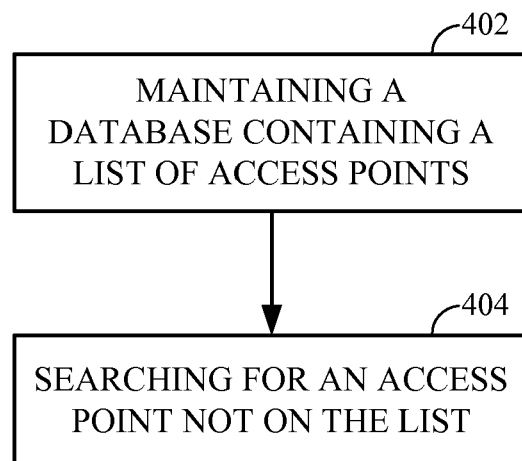 402
MAINTAINING A
DATABASE CONTAINING A
LIST OF ACCESS POINTS
404
SEARCHING FOR AN ACCESS
POINT NOT ON THE LIST